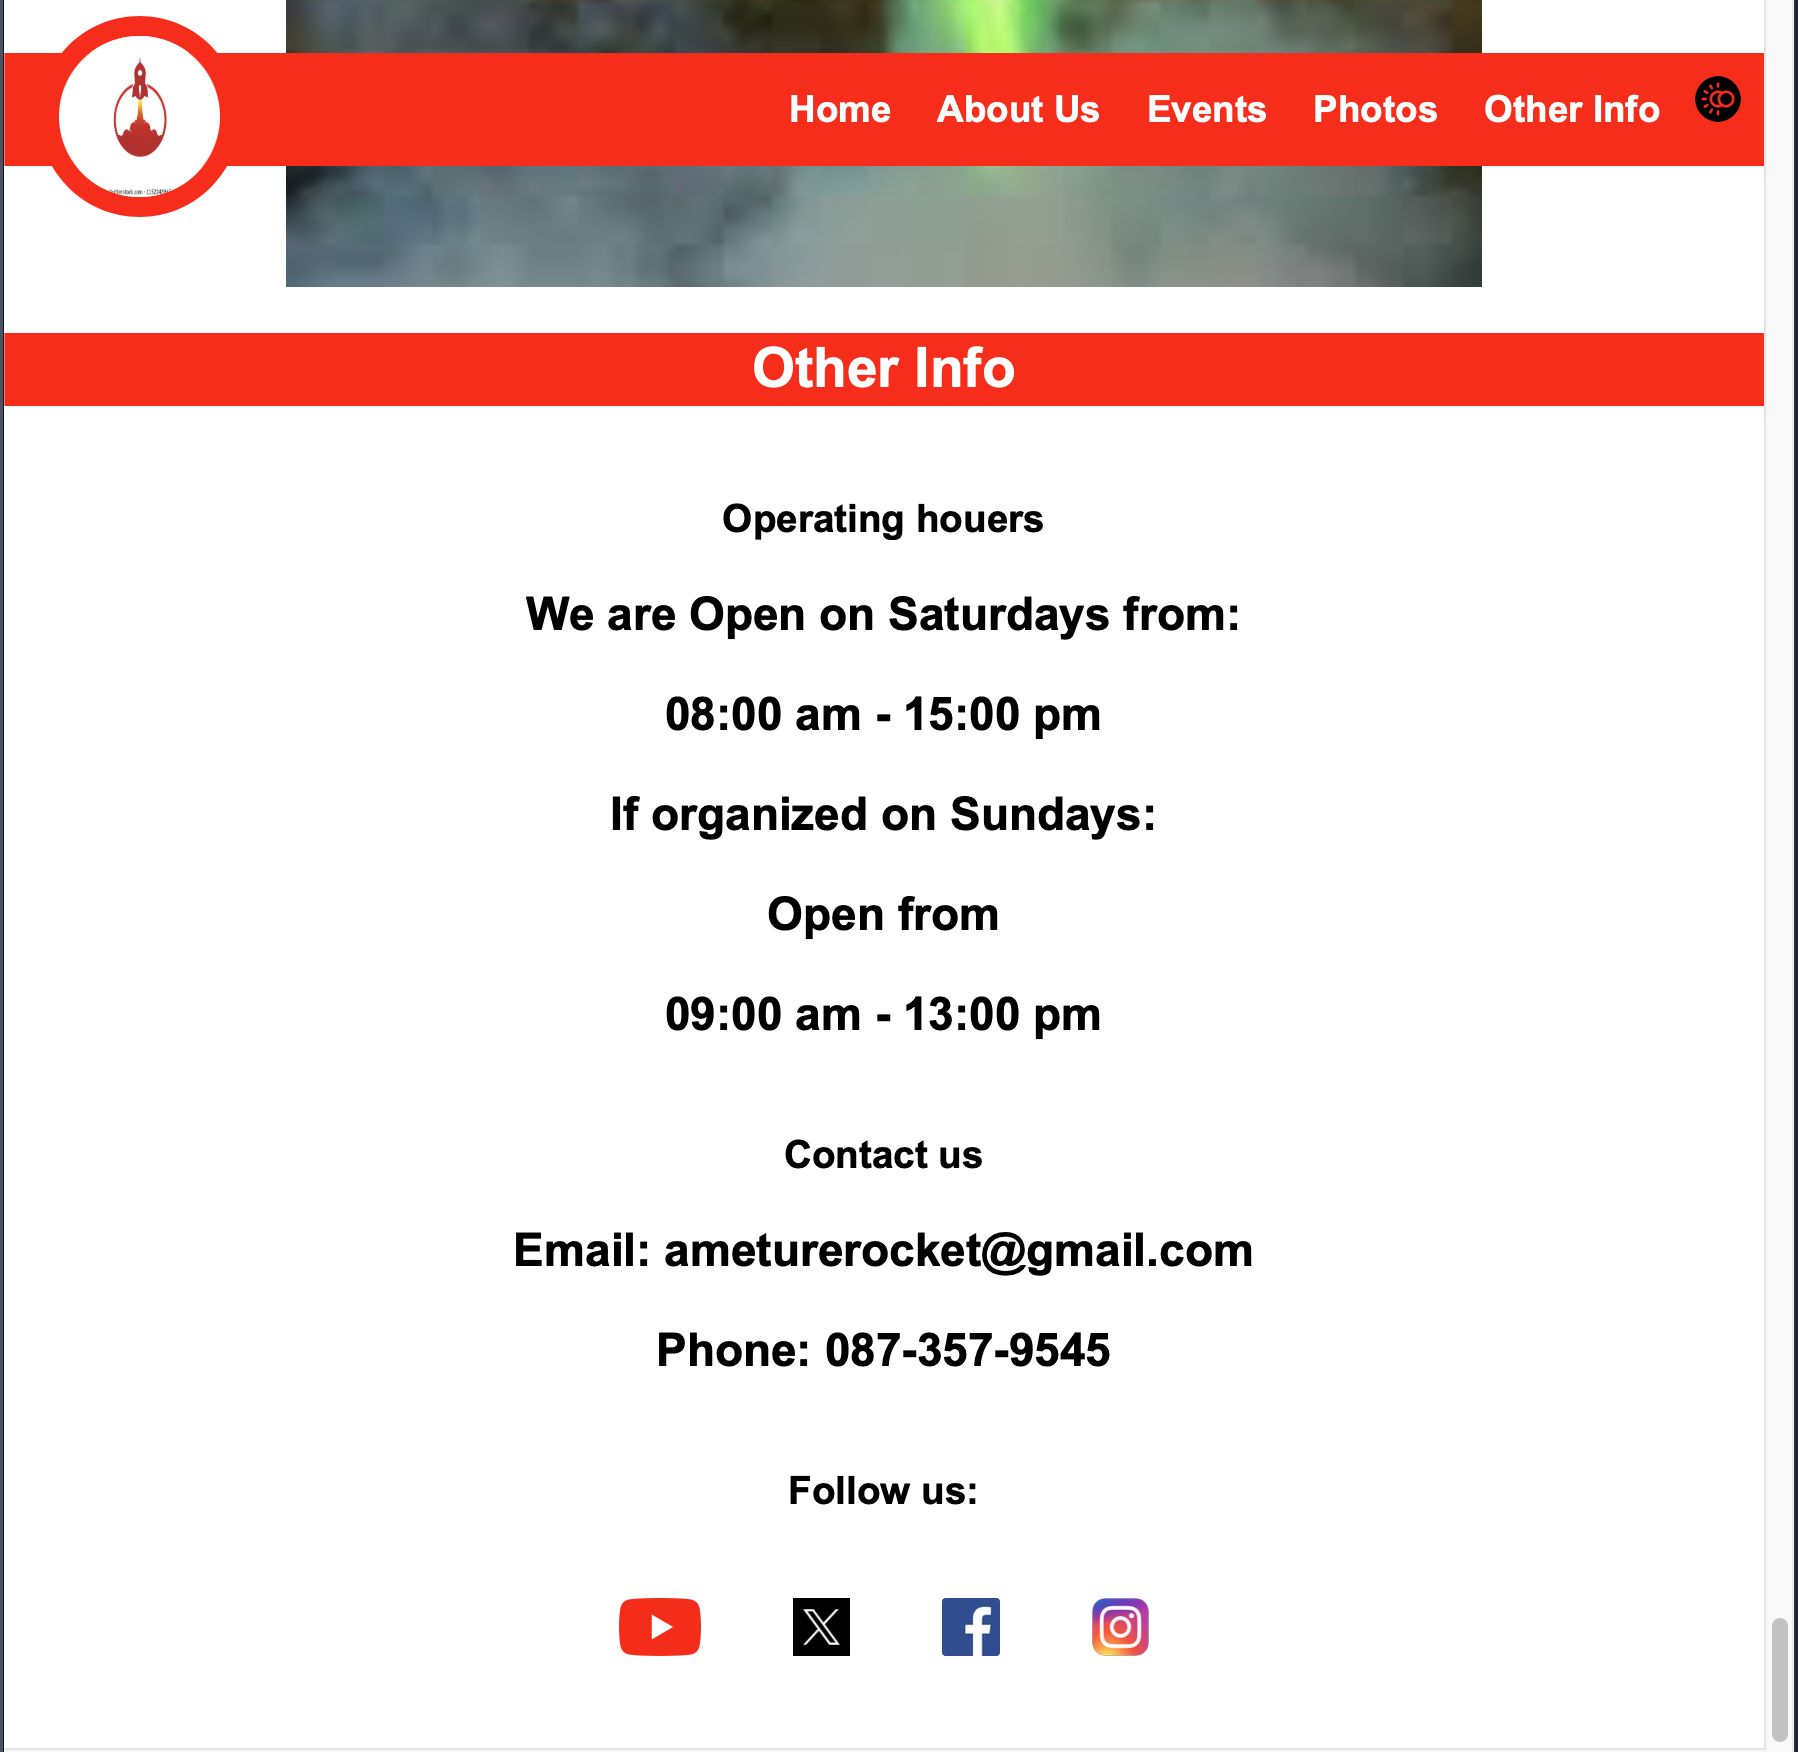 Home About Us Events Photos Other Info
Other Info
Operating houers
We are Open on Saturdays from:
08:00 am - 15:00 pm
If organized on Sundays:
Open from
09:00 am - 13:00 pm
Contact us
Email: ameturerocket@gmail.com
Phone: 087-357-9545
Follow us: